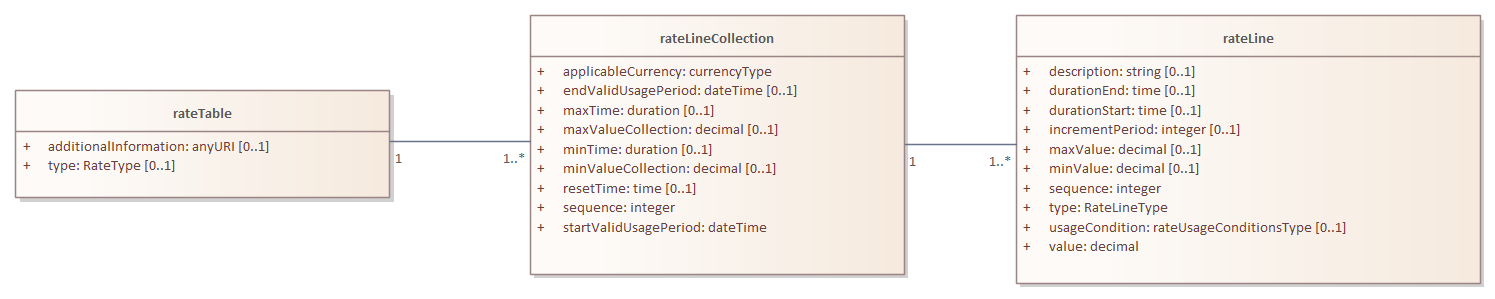 rateTable
+ additionalInformation: anyURI [0..1]
+ type: RateType [0..1]
1
1..*
rateLineCollection
+ applicableCurrency: currencyType
+ endValidUsagePeriod: dateTime [0..1]
+ maxTime: duration [0..1]
+ maxValueCollection: decimal [0..1]
+ minTime: duration [0..1]
+ minValueCollection: decimal [0..1]
+ resetTime: time [0..1]
+ sequence: integer
+ startValidUsagePeriod: dateTime
1
1..*
rateLine
+ description: string [0..1]
+ durationEnd: time [0..1]
+ durationStart: time [0..1]
+ incrementPeriod: integer [0..1]
+ maxValue: decimal [0..1]
+ minValue: decimal [0..1]
+ sequence: integer
+ type: RateLineType
+ usageCondition: rateUsageConditionsType [0..1]
+ value: decimal